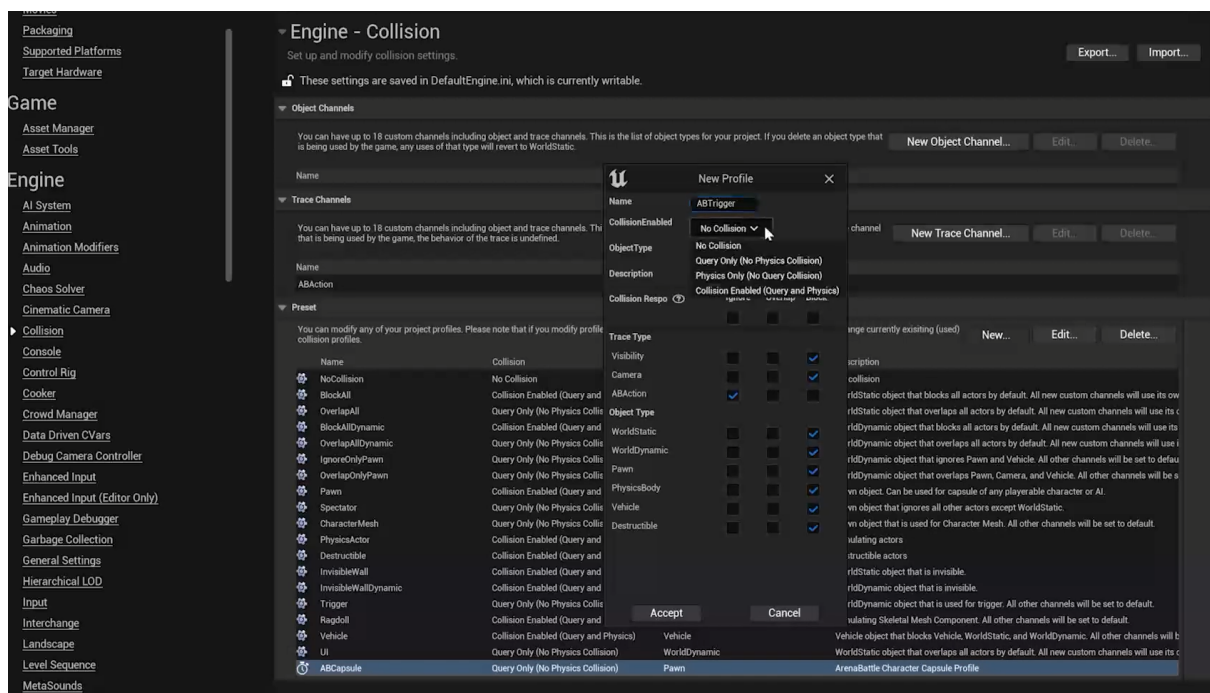 Movies
Packaging
Supported Platforms
Target Hardware
Game
Asset Manager
Asset Tools
Engine
AI System
Animation
Animation Modifiers
Audio
Chaos Solver
Cinematic Camera
Collision
Console
Control Rig
Cooker
Crowd Manager
Data Driven CVars
Debug Camera Controller
Enhanced Input
Enhanced Input (Editor Only)
Gameplay Debugger
Garbage Collection
General Settings
Hierarchical LOD
Input
Interchange
Landscape
Level Sequence
MetaSounds
Engine - Collision
Set up and modify collision settings.
Export...
Import...
These settings are saved in DefaultEngine.ini, which is currently writable.
Object Channels
You can have up to 18 custom channels including object and trace channels. This is the list of object types for your project. If you delete an object type that
is being used by the game, any uses of that type will revert to WorldStatic.
New Object Channel...
Edit...
Delete...
Name
Trace Channels
You can have up to 18 custom channels including object and trace channels. Thi
channel
that is being used by the game, the behavior of the trace is undefined.
New Trace Channel...
Edit...
Delete...
Name
ABAction
Preset
You can modify any of your project profiles. Please note that if you modify profile
ange currently exisiting (used)
collision profiles.
New...
Edit...
Delete...
Name Collision scription
NoCollision No Collision collision
BlockAll Collision Enabled (Query and rldStatic object that blocks all actors by default. All new custom channels will use its ow
OverlapAll Query Only (No Physics Collis rldStatic object that overlaps all actors by default. All new custom channels will use its
BlockAllDynamic Collision Enabled (Query and rldDynamic object that blocks all actors by default. All new custom channels will use its
OverlapAllDynamic Query Only (No Physics Collis rldDynamic object that overlaps all actors by default. All new custom channels will use i
IgnoreOnlyPawn Query Only (No Physics Collis rldDynamic object that ignores Pawn and Vehicle. All other channels will be set to defau
OverlapOnlyPawn Query Only (No Physics Collis rldDynamic object that overlaps Pawn, Camera, and Vehicle. All other channels will be s
Pawn Collision Enabled (Query and wn object. Can be used for capsule of any playerable character or AI.
Spectator Query Only (No Physics Collis wn object that ignores all other actors except WorldStatic.
CharacterMesh Query Only (No Physics Collis wn object that is used for Character Mesh. All other channels will be set to default.
PhysicsActor Collision Enabled (Query and ulating actors
Destructible Collision Enabled (Query and tructible actors
InvisibleWall Collision Enabled (Query and rldStatic object that is invisible.
InvisibleWallDynamic Collision Enabled (Query and rldDynamic object that is invisible.
Trigger Query Only (No Physics Collis rldDynamic object that is used for trigger. All other channels will be set to default.
Ragdoll Collision Enabled (Query and ulating Skeletal Mesh Component. All other channels will be set to default.
Vehicle Collision Enabled (Query and Physics) Vehicle Vehicle object that blocks Vehicle, WorldStatic, and WorldDynamic. All other channels will b
UI Query Only (No Physics Collision) WorldDynamic WorldStatic object that overlaps all actors by default. All new custom channels will use its
ABCapsule Query Only (No Physics Collision) Pawn ArenaBattle Character Capsule Profile
New Profile
Name ABTrigger
CollisionEnabled No Collision
No Collision
ObjectType
Query Only (No Physics Collision)
Description
Physics Only (No Query Collision)
Collision Enabled (Query and Physics)
Collision Respo Ignore Overlap Block
Trace Type
Visibility
Camera
ABAction
Object Type
WorldStatic
WorldDynamic
Pawn
PhysicsBody
Vehicle
Destructible
Accept
Cancel